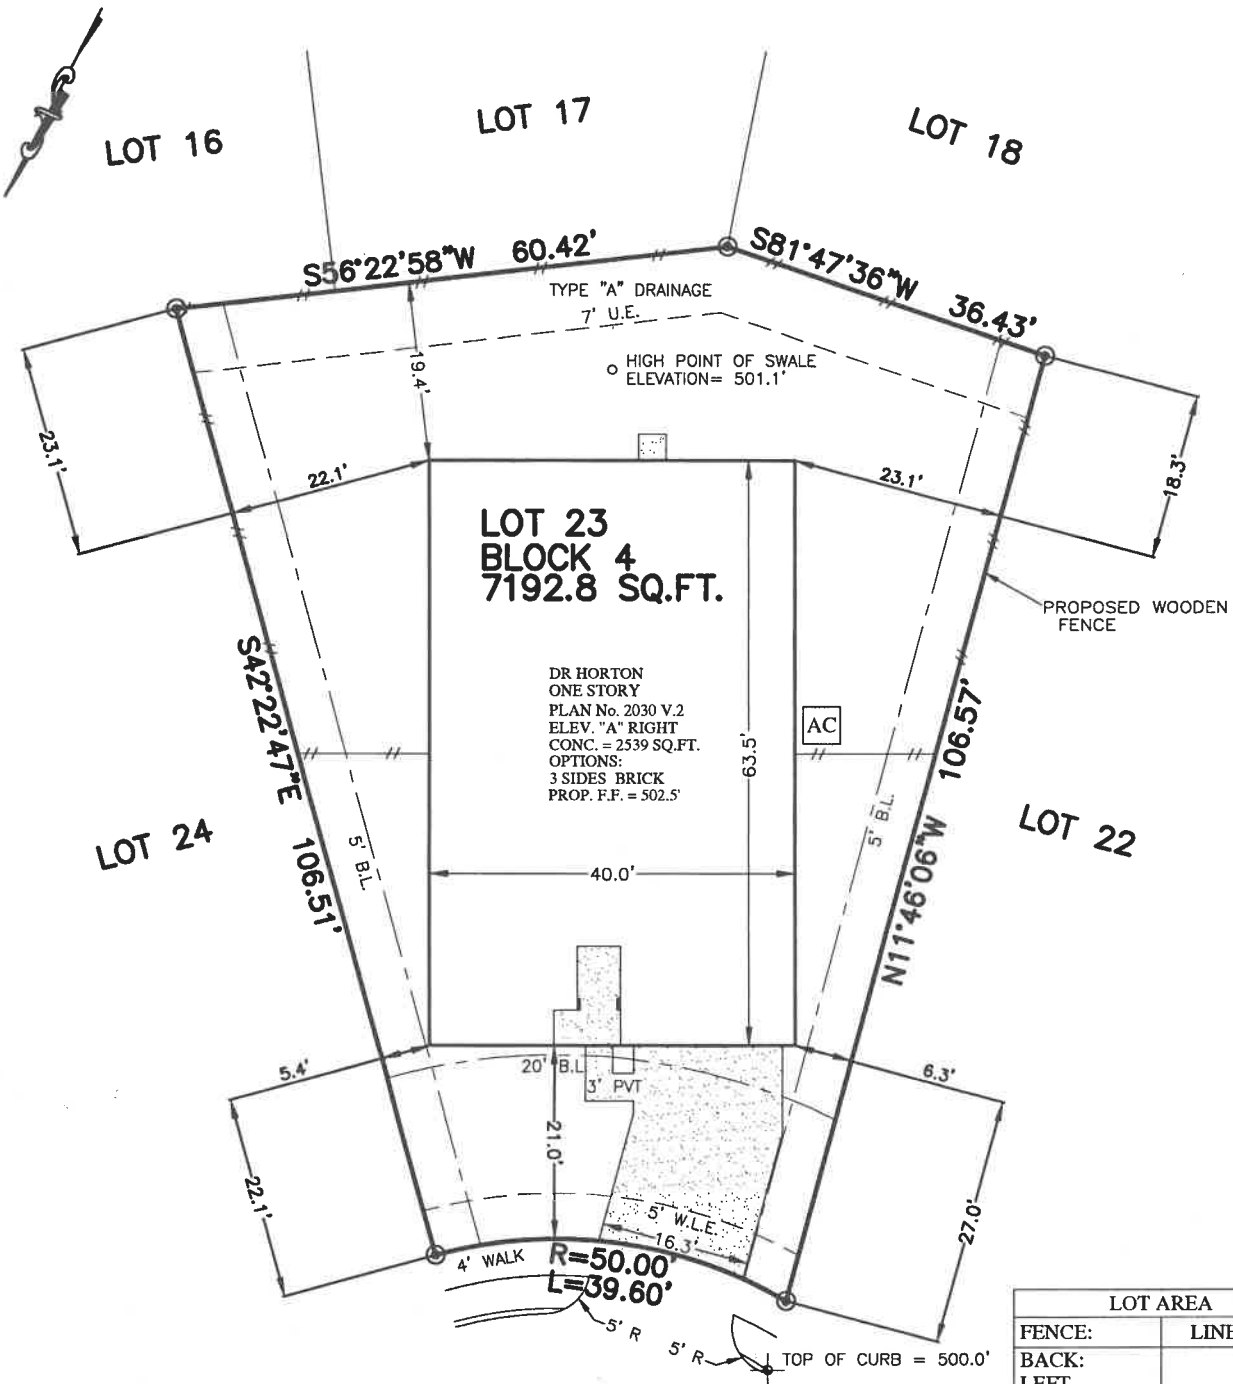 LOT 16
LOT 17
LOT 18
S56°22'58"W 60.42'
S81°47'36"W 36.43'
TYPE "A" DRAINAGE
7' U.E.
HIGH POINT OF SWALE
ELEVATION= 501.1'
19.4'
23.1'
22.1'
23.1'
18.3'
LOT 23
BLOCK 4
7192.8 SQ.FT.
PROPOSED WOODEN
FENCE
DR HORTON
ONE STORY
PLAN No. 2030 V.2
ELEV. "A" RIGHT
CONC. = 2539 SQ.FT.
OPTIONS:
3 SIDES BRICK
PROP. F.F. = 502.5'
AC
63.5'
S42°22'47"E 106.51'
N11°46'06"W 106.57'
LOT 24
LOT 22
5' B.L.
5' B.L.
40.0'
5.4'
20' B.L
3' PVT
6.3'
21.0'
22.1'
27.0'
5' W.L.E.
16.3'
4' WALK
R=50.00'
L=39.60'
5' R
5' R
TOP OF CURB = 500.0'
LOT AREA
FENCE: LINE
BACK:
LEFT